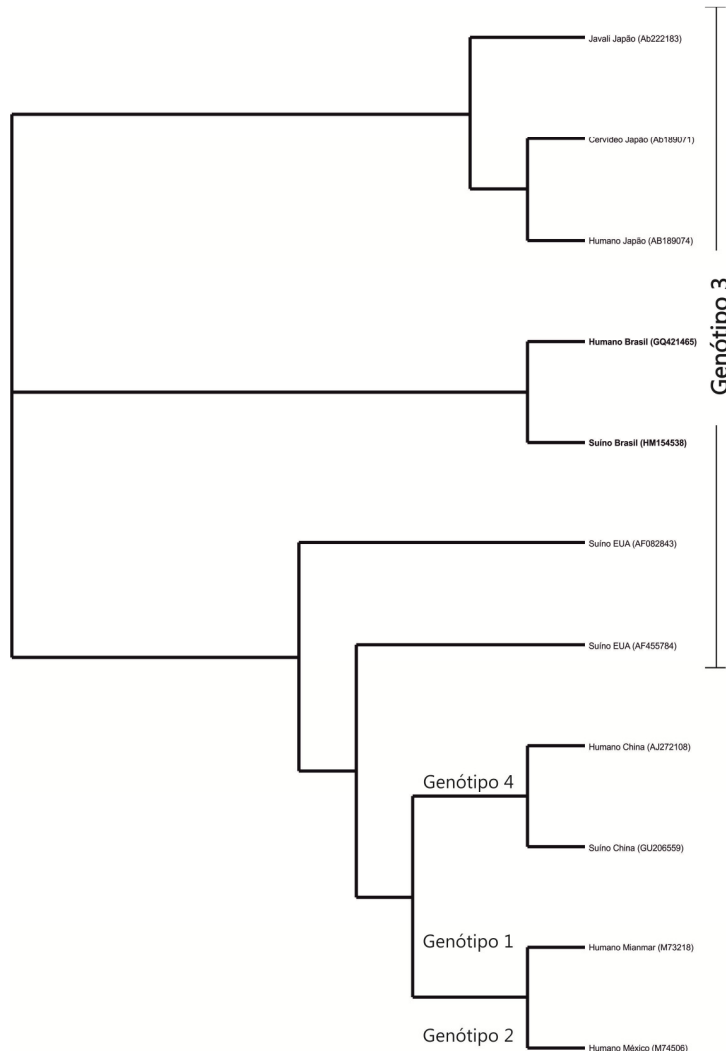 Javali Japão (Ab222183)
Cervídeo Japão (Ab189071)
Humano Japão (AB189074)
Genótipo 3
Humano Brasil (GQ421465)
Suíno Brasil (HM154538)
Suíno EUA (AF082843)
Suíno EUA (AF455784)
Humano China (AJ272108)
Genótipo 4
Suíno China (GU206559)
Genótipo 1
Humano Mianmar (M73218)
Genótipo 2
Humano México (M74506)